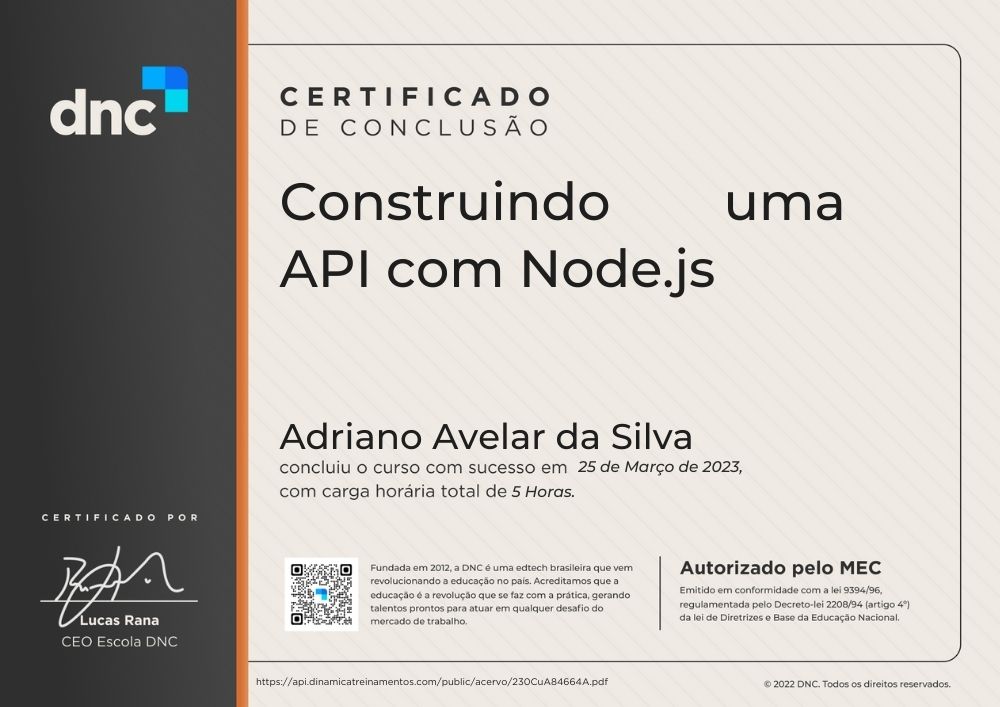 dnc
CERTIFICADO
DE CONCLUSÃO
Construindo uma
API com Node.js
Adriano Avelar da Silva
concluiu o curso com sucesso em 25 de Março de 2023,
com carga horária total de 5 Horas.
CERTIFICADO POR
Lucas Rana
CEO Escola DNC
Fundada em 2012, a DNC é uma edtech brasileira que vem
revolucionando a educação no país. Acreditamos que a
educação é a revolução que se faz com a prática, gerando
talentos prontos para atuar em qualquer desafio do
mercado de trabalho.
Autorizado pelo MEC
Emitido em conformidade com a lei 9394/96,
regulamentada pelo Decreto-lei 2208/94 (artigo 4º)
da lei de Diretrizes e Base da Educação Nacional.
https://api.dinamicatreinamentos.com/public/acervo/230CuA84664A.pdf
© 2022 DNC. Todos os direitos reservados.